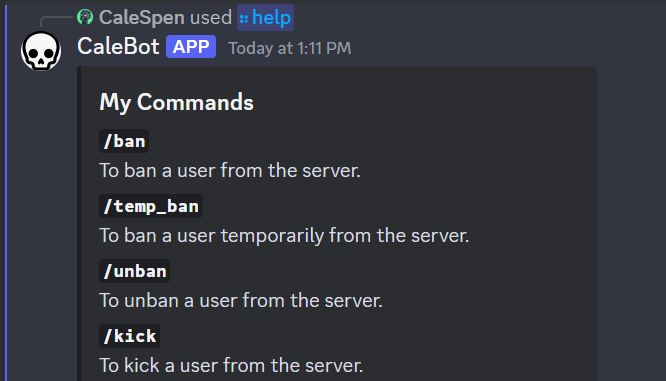 CaleSpen used help
CaleBot APP Today at 1:11 PM
My Commands
/ban
To ban a user from the server.
/temp_ban
To ban a user temporarily from the server.
/unban
To unban a user from the server.
/kick
To kick a user from the server.